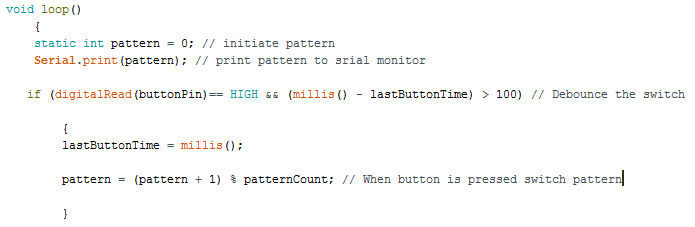 void loop()
{
static int pattern = 0; // initiate pattern
Serial.print(pattern); // print pattern to srial monitor
if (digitalRead(buttonPin)== HIGH && (millis() - lastButtonTime) > 100) // Debounce the switch
{
lastButtonTime = millis();
pattern = (pattern + 1) % patternCount; // When button is pressed switch pattern
}